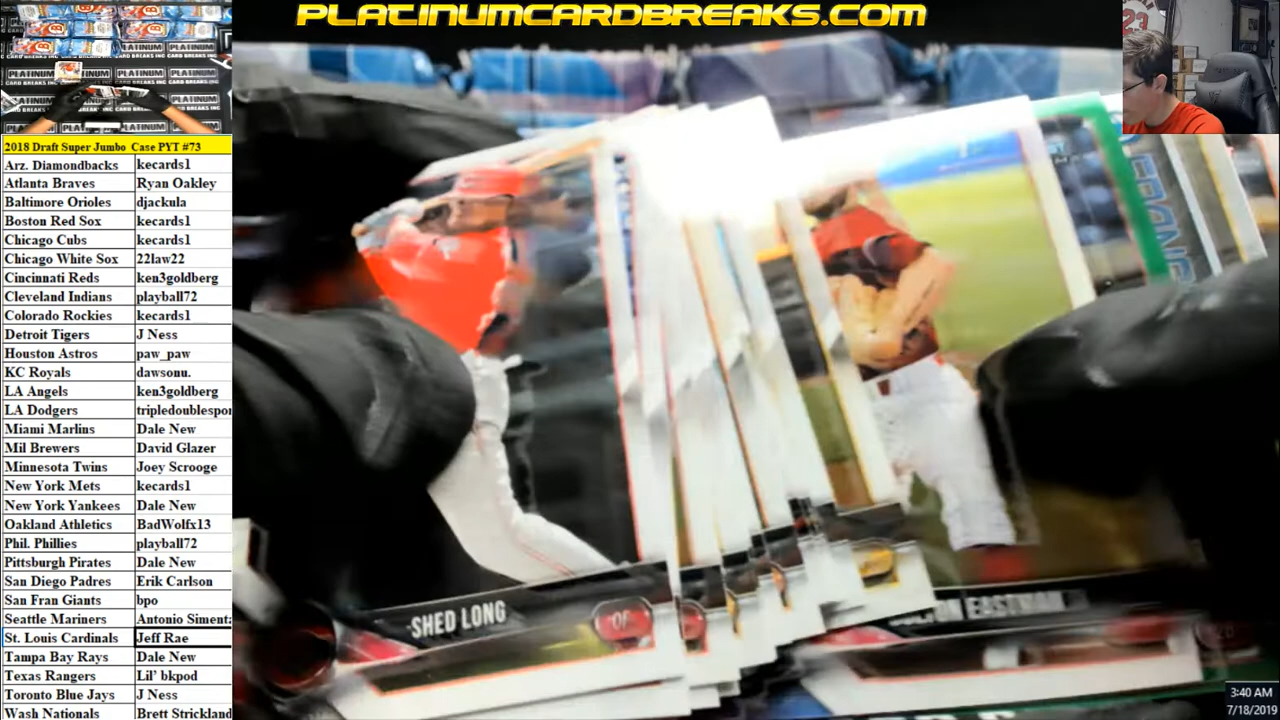 PLATINUMCARDBREAKS.COM
2018 Draft Super Jumbo Case PYT #73
Arz. Diamondbacks kecards1
Atlanta Braves Ryan Oakley
Baltimore Orioles djackula
Boston Red Sox kecards1
Chicago Cubs kecards1
Chicago White Sox 22law22
Cincinnati Reds ken3goldberg
Cleveland Indians playball72
Colorado Rockies kecards1
Detroit Tigers J Ness
Houston Astros paw_paw
KC Royals dawsonu.
LA Angels ken3goldberg
LA Dodgers tripledoublespor
Miami Marlins Dale New
Mil Brewers David Glazer
Minnesota Twins Joey Scrooge
New York Mets kecards1
New York Yankees Dale New
Oakland Athletics BadWolfx13
Phil. Phillies playball72
Pittsburgh Pirates Dale New
San Diego Padres Erik Carlson
San Fran Giants bpo
Seattle Mariners Antonio Siment
St. Louis Cardinals Jeff Rae
Tampa Bay Rays Dale New
Texas Rangers Lil' bkpod
Toronto Blue Jays J Ness
Wash Nationals Brett Strickland
PLATINUM
SHED LONG
EASTMAN
3:40 AM
7/18/2019